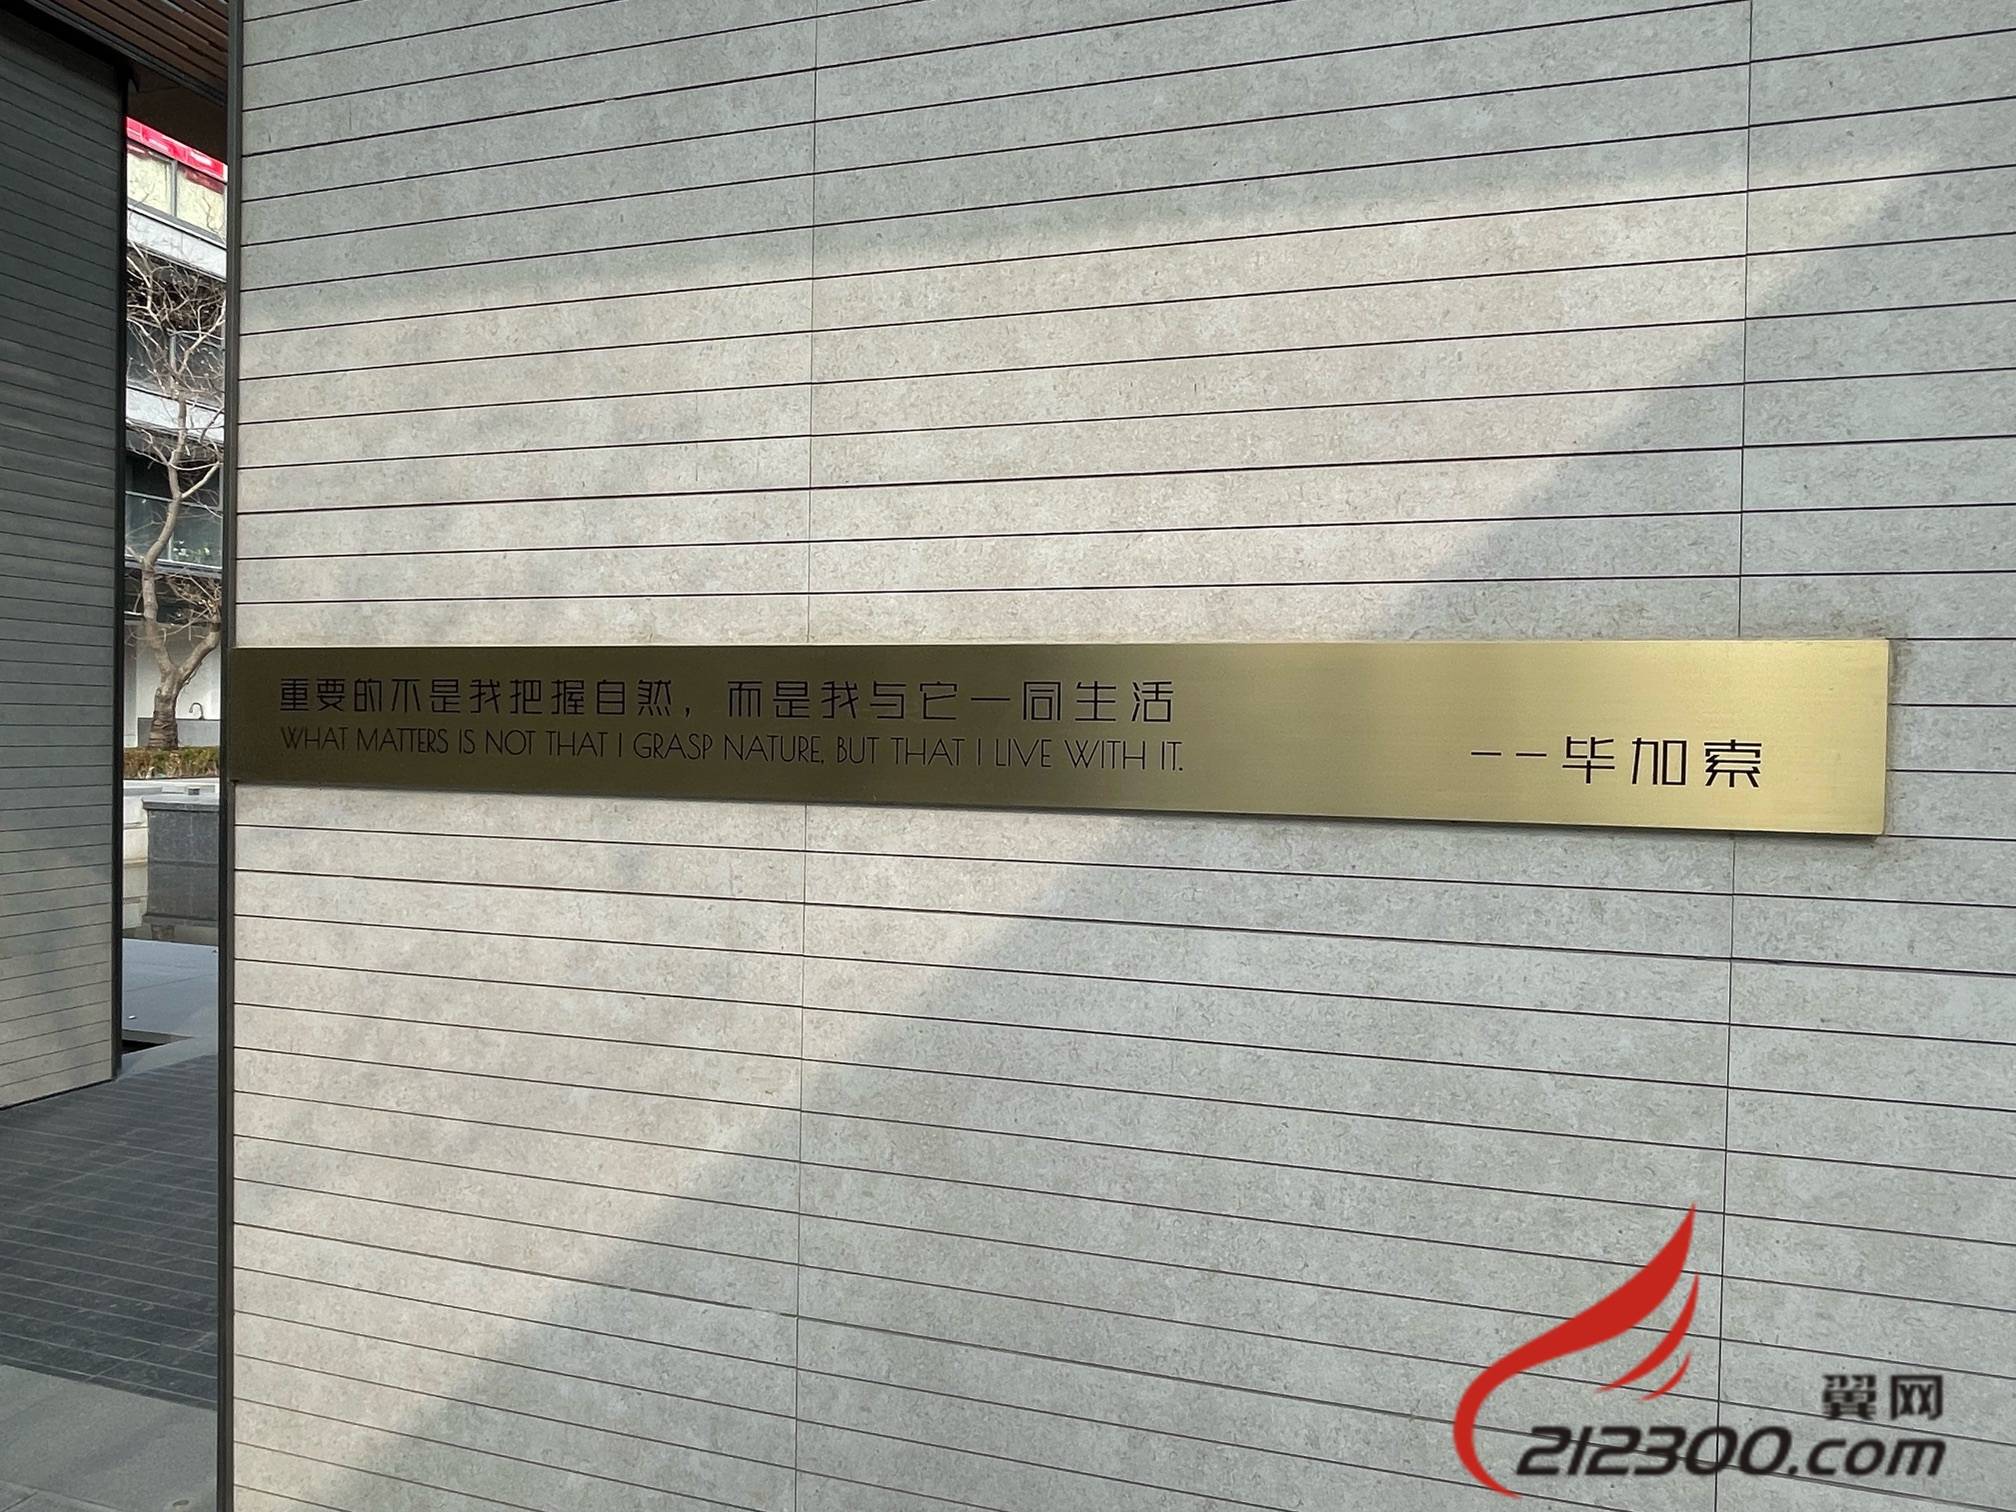 重要的不是我把握自然，而是我与它一同生活
WHAT MATTERS IS NOT THAT I GRASP NATURE, BUT THAT I LIVE WITH IT.
--毕加索
翼网
212300.com